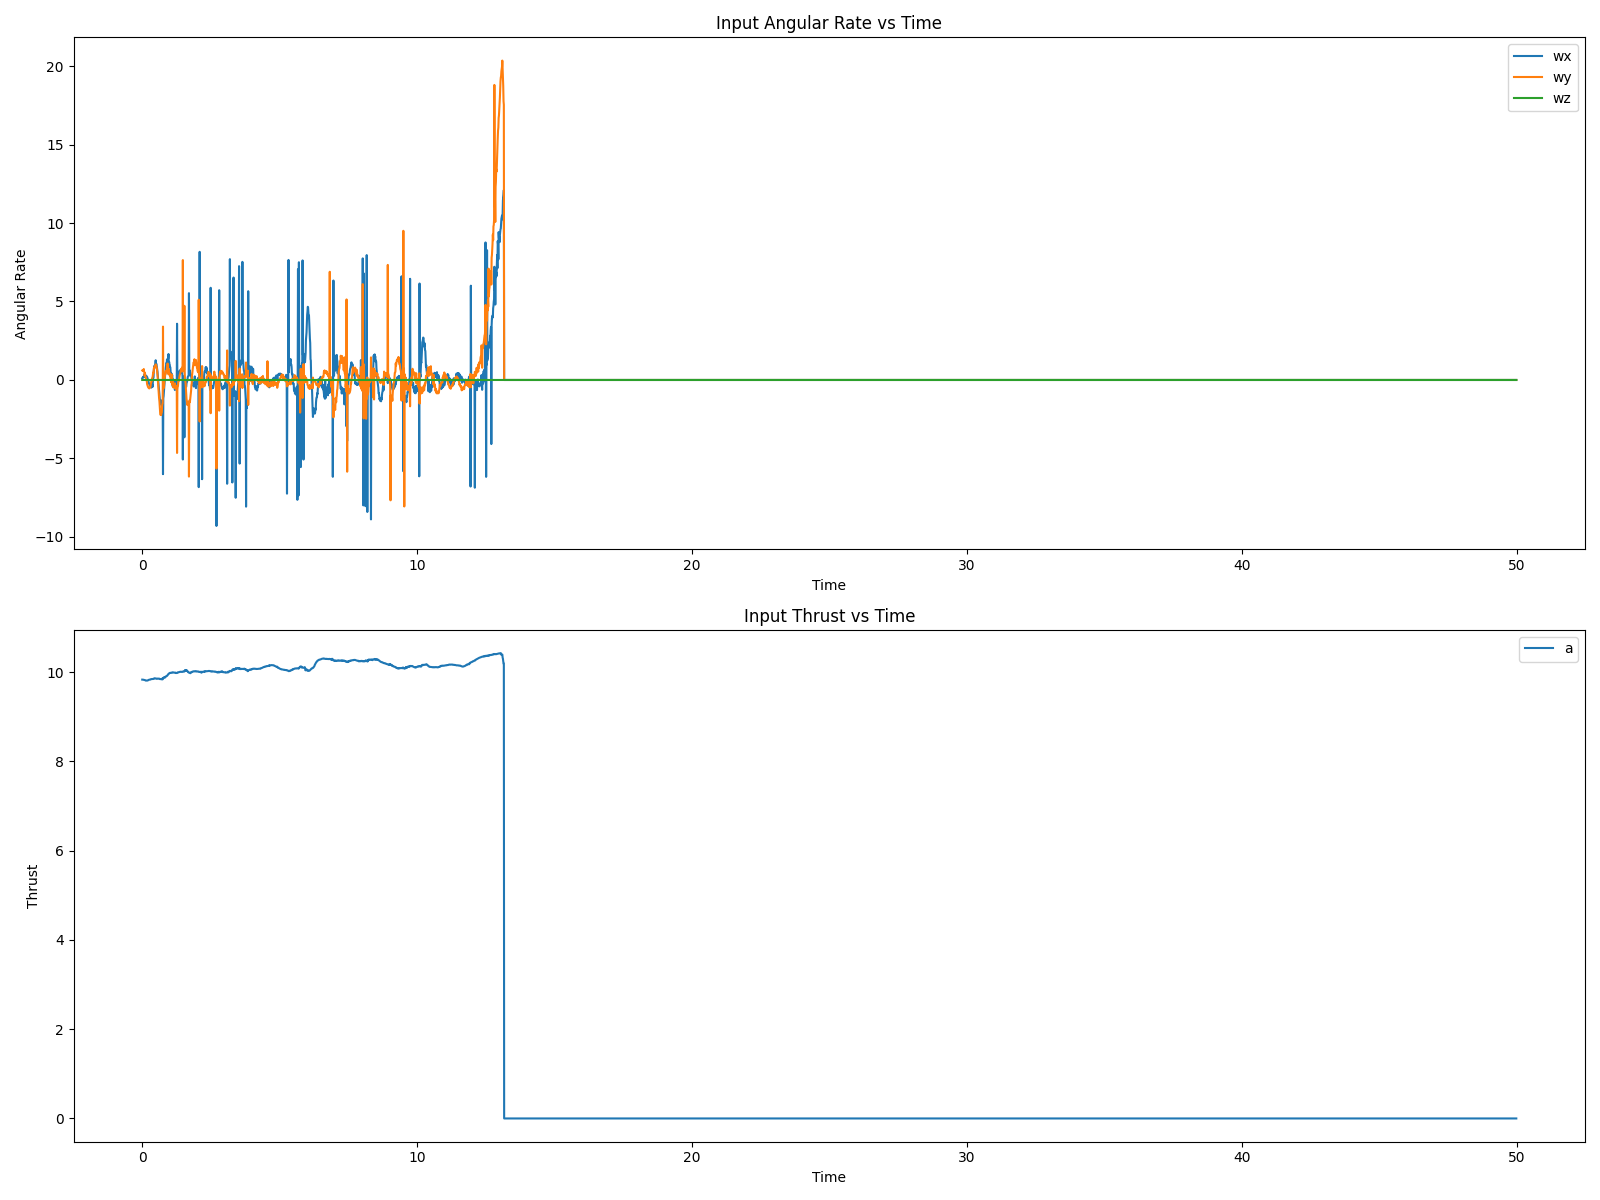 Input Angular Rate vs Time
20
15
10
5
0
−5
−10
Angular Rate
wx
wy
wz
0 10 20 30 40 50
Time
Input Thrust vs Time
10
8
6
4
2
0
Thrust
a
0 10 20 30 40 50
Time